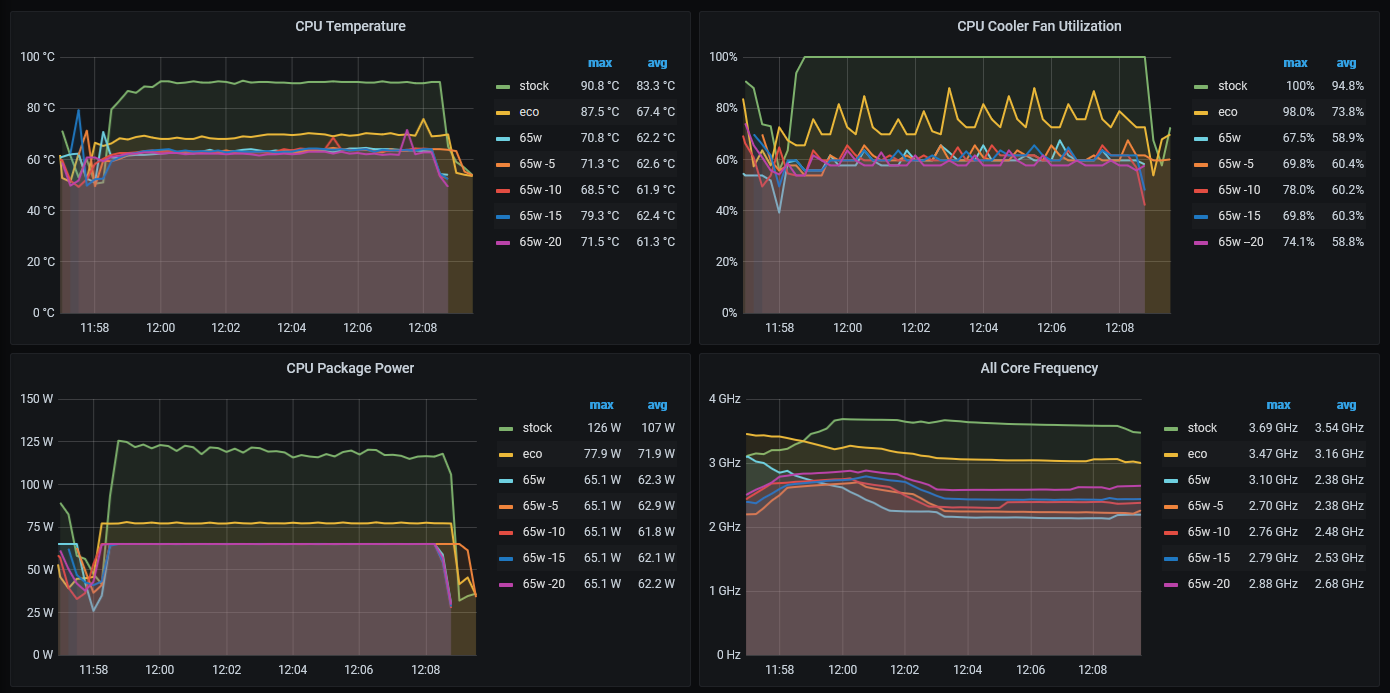 CPU Temperature
100 °C
80 °C
60 °C
40 °C
20 °C
0 °C
11:58 12:00 12:02 12:04 12:06 12:08
max avg
stock 90.8 °C 83.3 °C
eco 87.5 °C 67.4 °C
65w 70.8 °C 62.2 °C
65w -5 71.3 °C 62.6 °C
65w -10 68.5 °C 61.9 °C
65w -15 79.3 °C 62.4 °C
65w -20 71.5 °C 61.3 °C
CPU Cooler Fan Utilization
100%
80%
60%
40%
20%
0%
11:58 12:00 12:02 12:04 12:06 12:08
max avg
stock 100% 94.8%
eco 98.0% 73.8%
65w 67.5% 58.9%
65w -5 69.8% 60.4%
65w -10 78.0% 60.2%
65w -15 69.8% 60.3%
65w --20 74.1% 58.8%
CPU Package Power
150 W
125 W
100 W
75 W
50 W
25 W
0 W
11:58 12:00 12:02 12:04 12:06 12:08
max avg
stock 126 W 107 W
eco 77.9 W 71.9 W
65w 65.1 W 62.3 W
65w -5 65.1 W 62.9 W
65w -10 65.1 W 61.8 W
65w -15 65.1 W 62.1 W
65w -20 65.1 W 62.2 W
All Core Frequency
4 GHz
3 GHz
2 GHz
1 GHz
0 Hz
11:58 12:00 12:02 12:04 12:06 12:08
max avg
stock 3.69 GHz 3.54 GHz
eco 3.47 GHz 3.16 GHz
65w 3.10 GHz 2.38 GHz
65w -5 2.70 GHz 2.38 GHz
65w -10 2.76 GHz 2.48 GHz
65w -15 2.79 GHz 2.53 GHz
65w -20 2.88 GHz 2.68 GHz